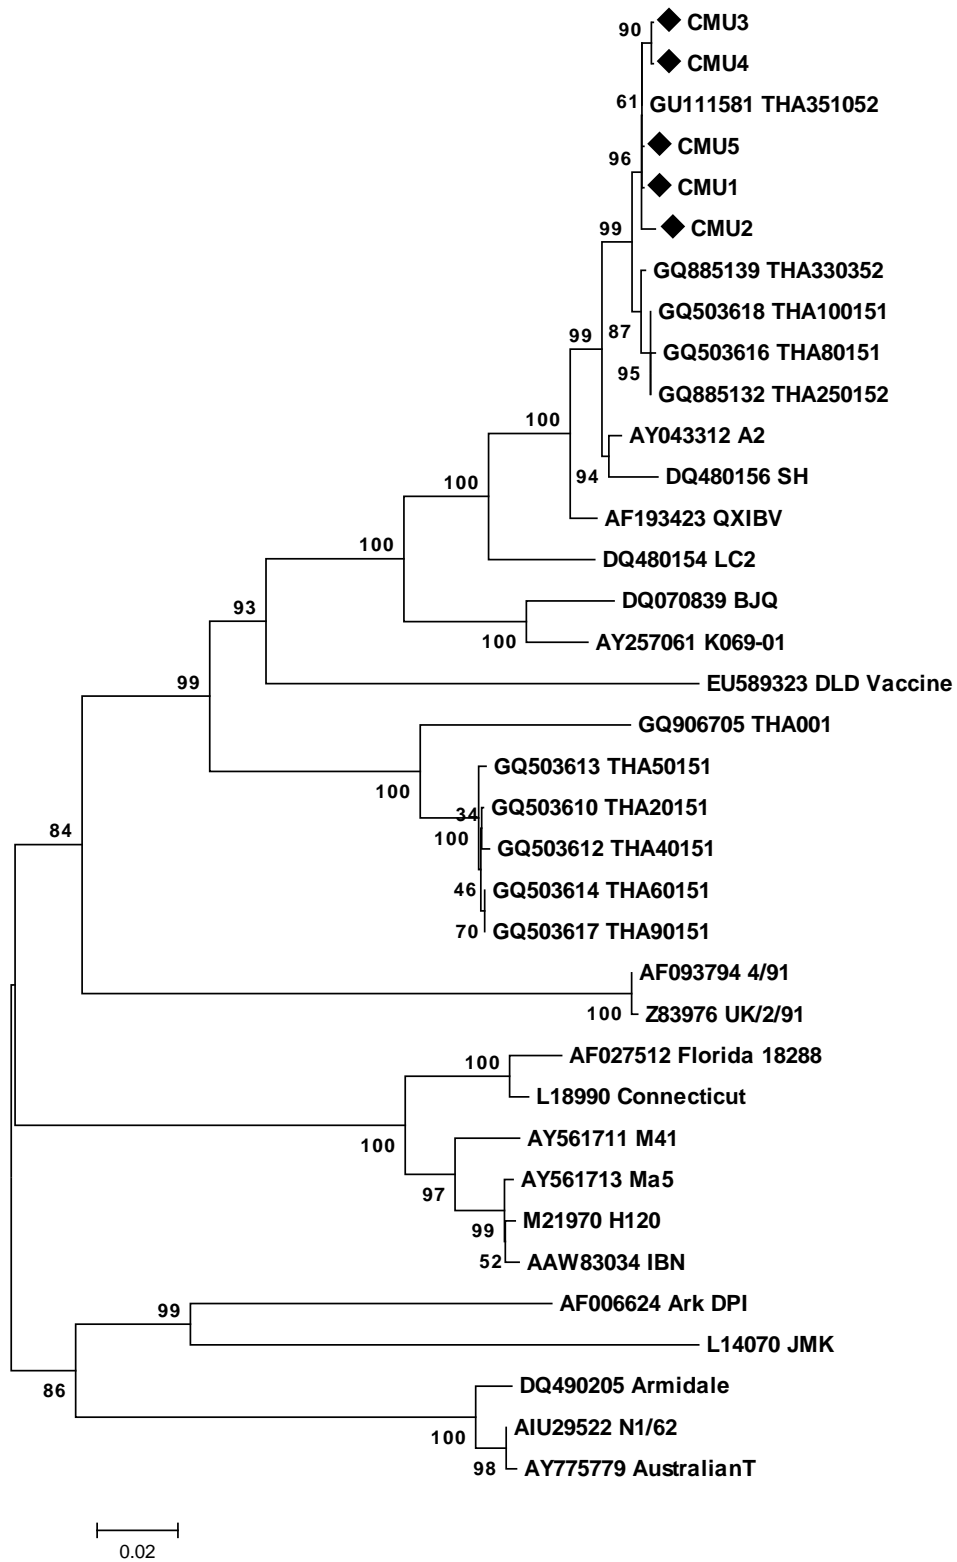 90
CMU3
CMU4
61
GU111581 THA351052
CMU5
96
CMU1
CMU2
99
GQ885139 THA330352
GQ503618 THA100151
99
87
GQ503616 THA80151
95
GQ885132 THA250152
100
AY043312 A2
94
DQ480156 SH
100
AF193423 QXIBV
100
DQ480154 LC2
DQ070839 BJQ
93
100
AY257061 K069-01
99
EU589323 DLD Vaccine
GQ906705 THA001
GQ503613 THA50151
100
34
GQ503610 THA20151
84
100
GQ503612 THA40151
46
GQ503614 THA60151
70
GQ503617 THA90151
AF093794 4/91
100
Z83976 UK/2/91
100
AF027512 Florida 18288
L18990 Connecticut
100
AY561711 M41
97
AY561713 Ma5
99
M21970 H120
52
AAW83034 IBN
99
AF006624 Ark DPI
L14070 JMK
86
DQ490205 Armidale
100
AIU29522 N1/62
98
AY775779 AustralianT
0.02